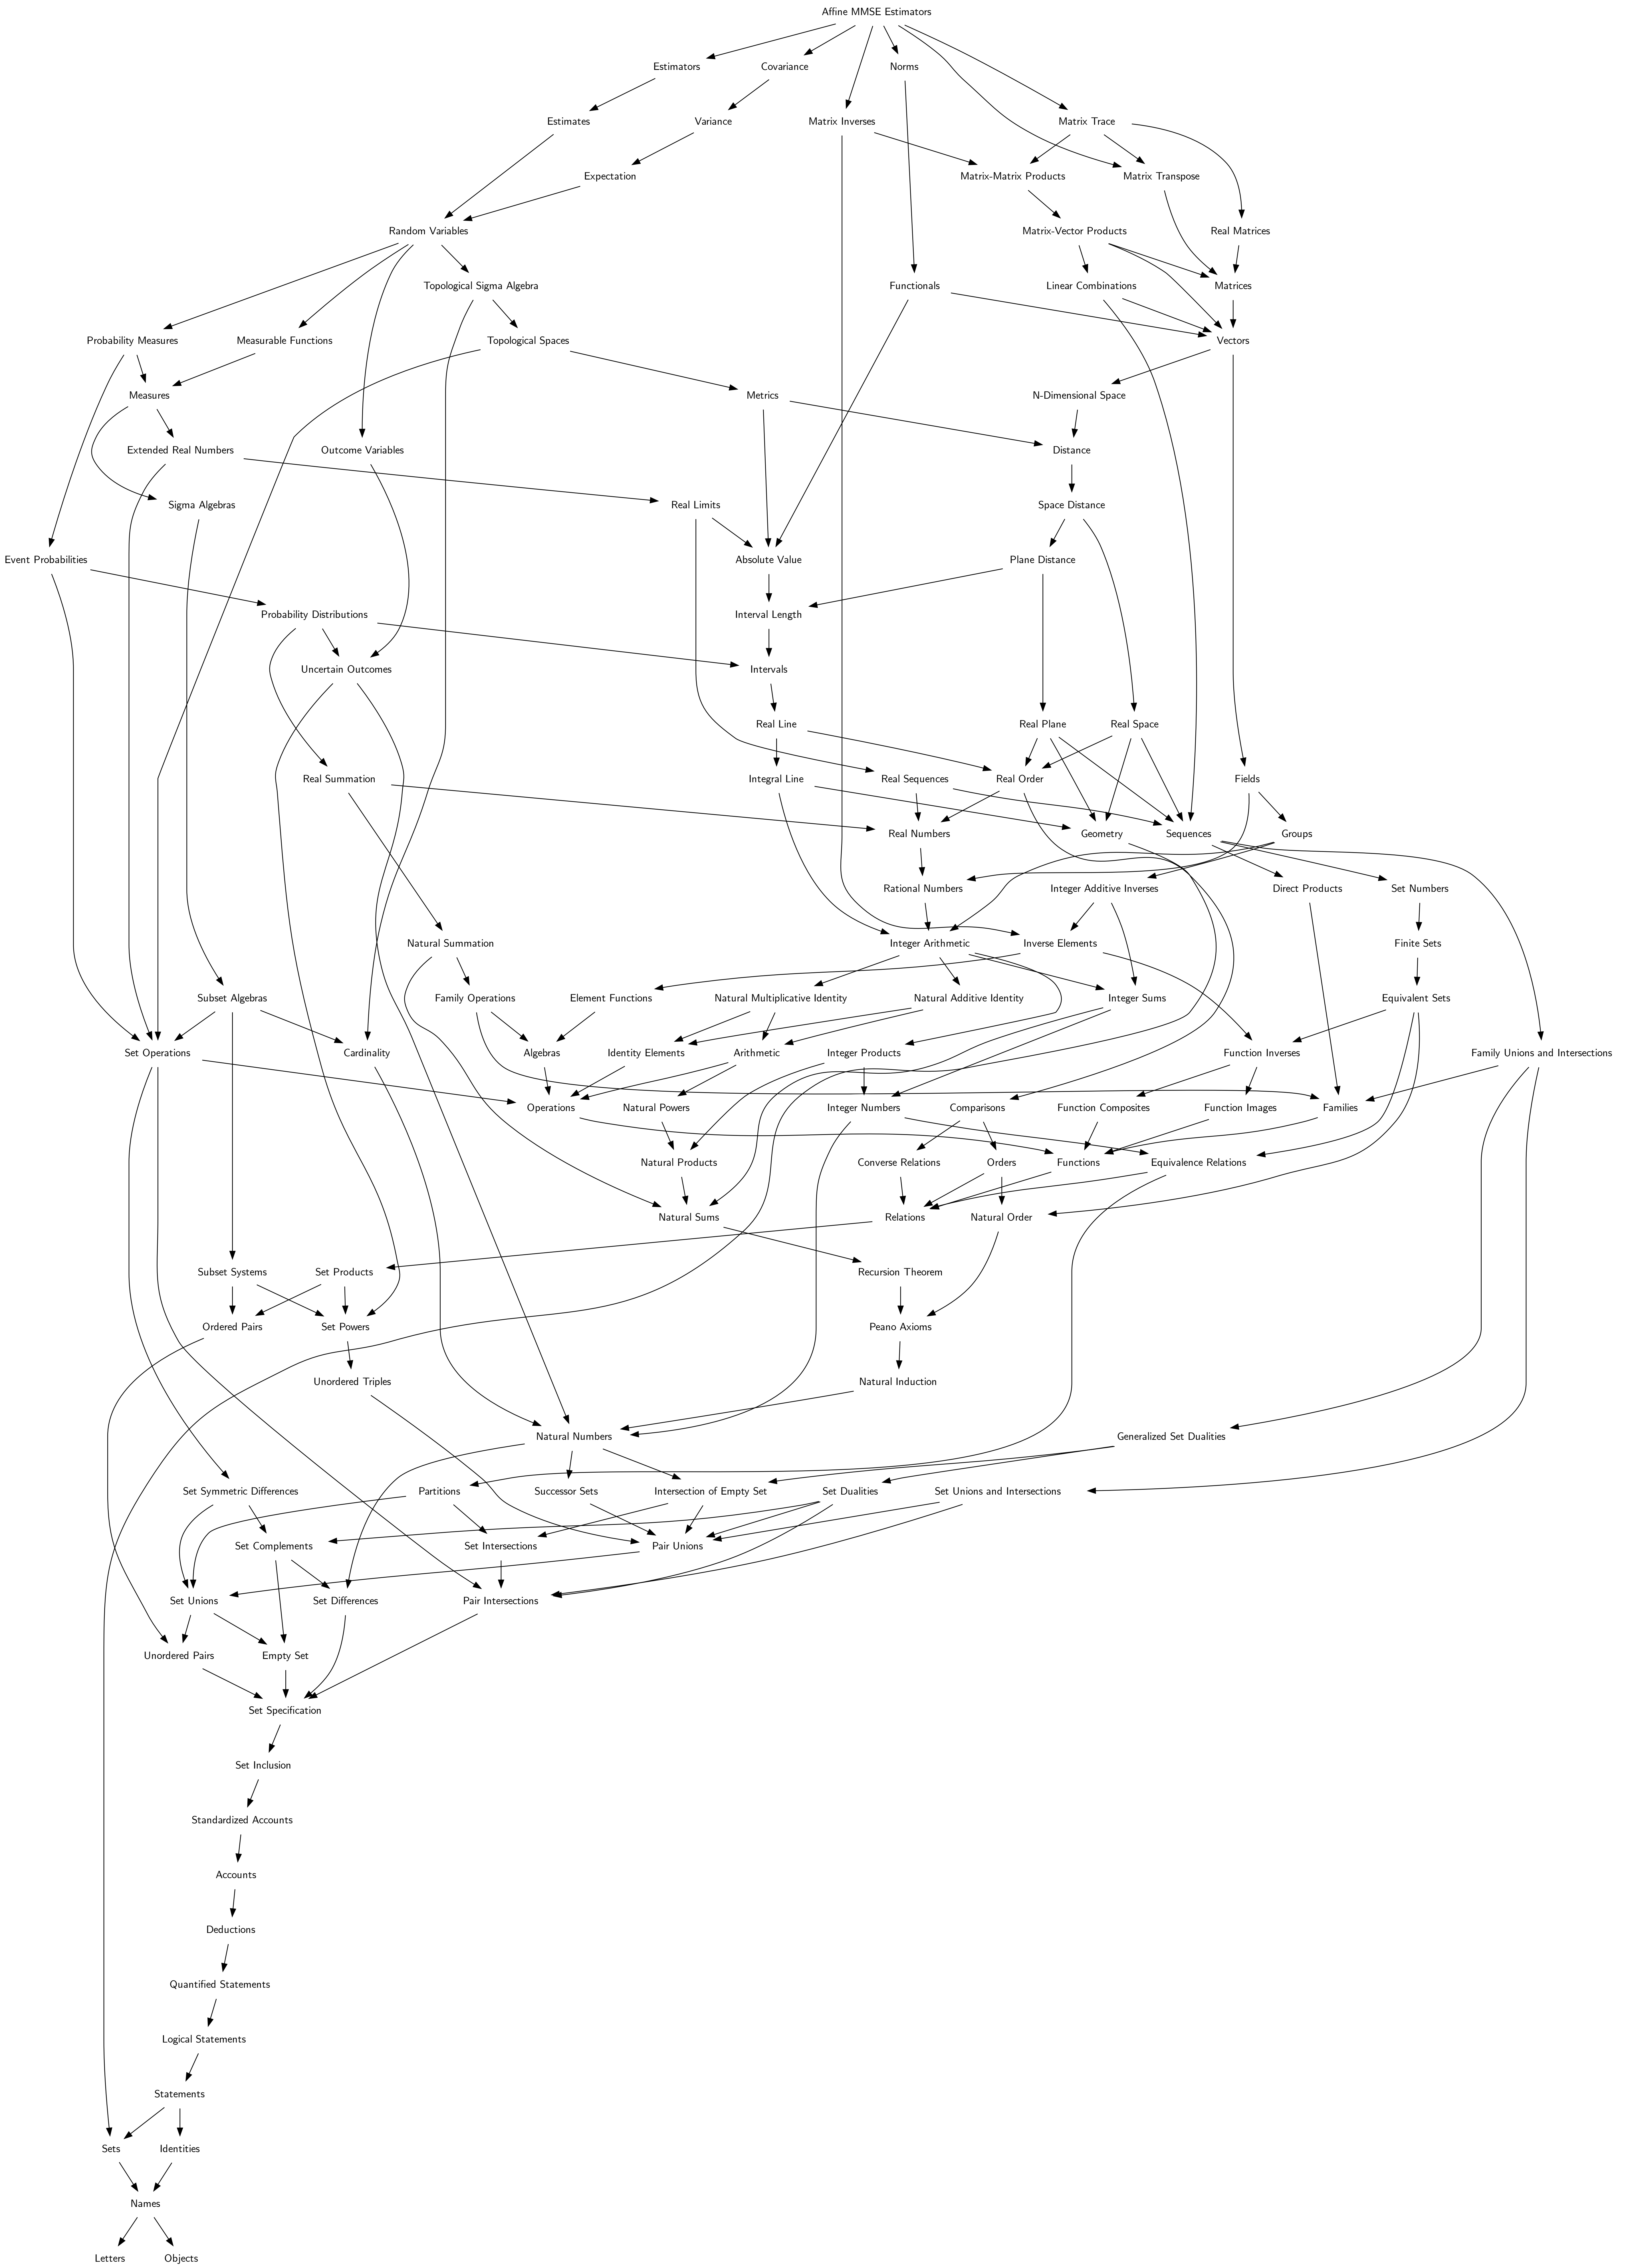 Affine MMSE Estimators
Estimators
Covariance
Norms
Estimates
Variance
Matrix Inverses
Matrix Trace
Expectation
Matrix-Matrix Products
Matrix Transpose
Random Variables
Matrix-Vector Products
Real Matrices
Topological Sigma Algebra
Functionals
Linear Combinations
Matrices
Probability Measures
Measurable Functions
Topological Spaces
Vectors
Measures
Metrics
N-Dimensional Space
Extended Real Numbers
Outcome Variables
Distance
Sigma Algebras
Real Limits
Space Distance
Event Probabilities
Absolute Value
Plane Distance
Probability Distributions
Interval Length
Uncertain Outcomes
Intervals
Real Line
Real Plane
Real Space
Real Summation
Integral Line
Real Sequences
Real Order
Fields
Real Numbers
Geometry
Sequences
Groups
Rational Numbers
Integer Additive Inverses
Direct Products
Set Numbers
Natural Summation
Integer Arithmetic
Inverse Elements
Finite Sets
Subset Algebras
Family Operations
Element Functions
Natural Multiplicative Identity
Natural Additive Identity
Integer Sums
Equivalent Sets
Set Operations
Cardinality
Algebras
Identity Elements
Arithmetic
Integer Products
Function Inverses
Family Unions and Intersections
Operations
Natural Powers
Integer Numbers
Comparisons
Function Composites
Function Images
Families
Natural Products
Converse Relations
Orders
Functions
Equivalence Relations
Natural Sums
Relations
Natural Order
Subset Systems
Set Products
Recursion Theorem
Ordered Pairs
Set Powers
Peano Axioms
Unordered Triples
Natural Induction
Natural Numbers
Generalized Set Dualities
Set Symmetric Differences
Partitions
Successor Sets
Intersection of Empty Set
Set Dualities
Set Unions and Intersections
Set Complements
Set Intersections
Pair Unions
Set Unions
Set Differences
Pair Intersections
Unordered Pairs
Empty Set
Set Specification
Set Inclusion
Standardized Accounts
Accounts
Deductions
Quantified Statements
Logical Statements
Statements
Sets
Identities
Names
Letters
Objects